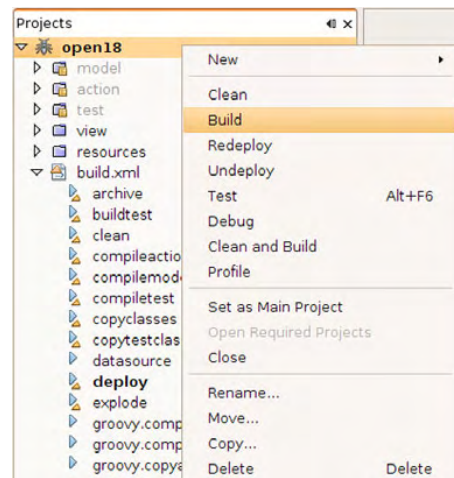 Projects
open18
model
action
test
view
resources
build.xml
archive
buildtest
clean
compileactio
compilemod
compiletest
copyclasses
copytestclas
datasource
deploy
explode
groovy.comp
groovy.comp
groovy.copya
New
Clean
Build
Redeploy
Undeploy
Test Alt+F6
Debug
Clean and Build
Profile
Set as Main Project
Open Required Projects
Close
Rename...
Move...
Copy...
Delete Delete